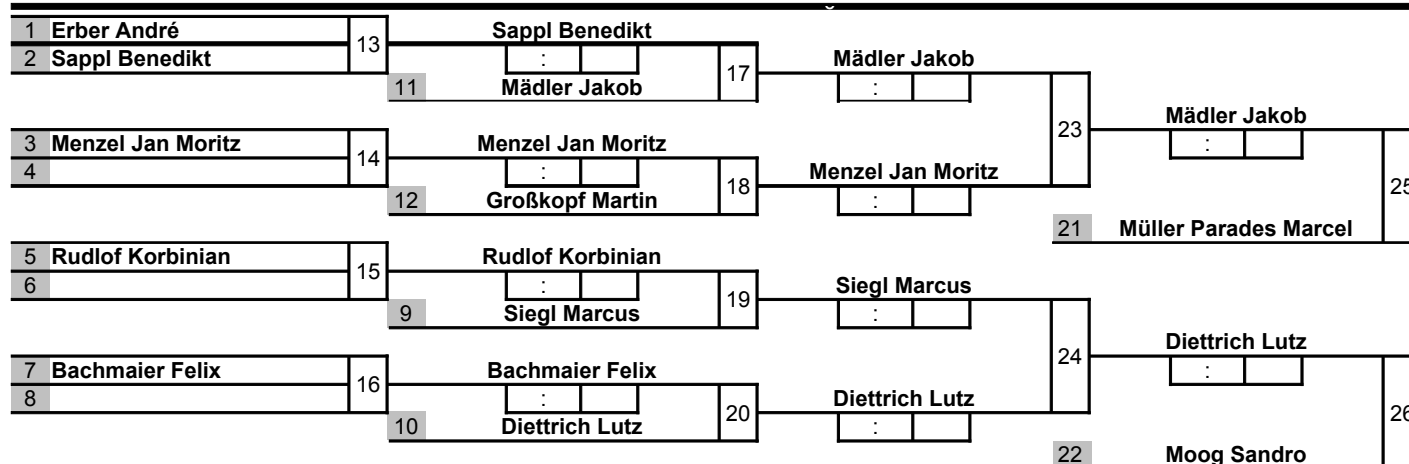 1 Erber André
13
Sappl Benedikt
2 Sappl Benedikt
:
17
Mädler Jakob
11 Mädler Jakob
:
23
Mädler Jakob
3 Menzel Jan Moritz
14
Menzel Jan Moritz
:
4
:
18
Menzel Jan Moritz
25
12 Großkopf Martin
:
21 Müller Parades Marcel
5 Rudlof Korbinian
15
Rudlof Korbinian
6
:
19
Siegl Marcus
9 Siegl Marcus
:
24
Diettrich Lutz
7 Bachmaier Felix
16
Bachmaier Felix
:
8
:
20
Diettrich Lutz
26
10 Diettrich Lutz
:
22 Moog Sandro